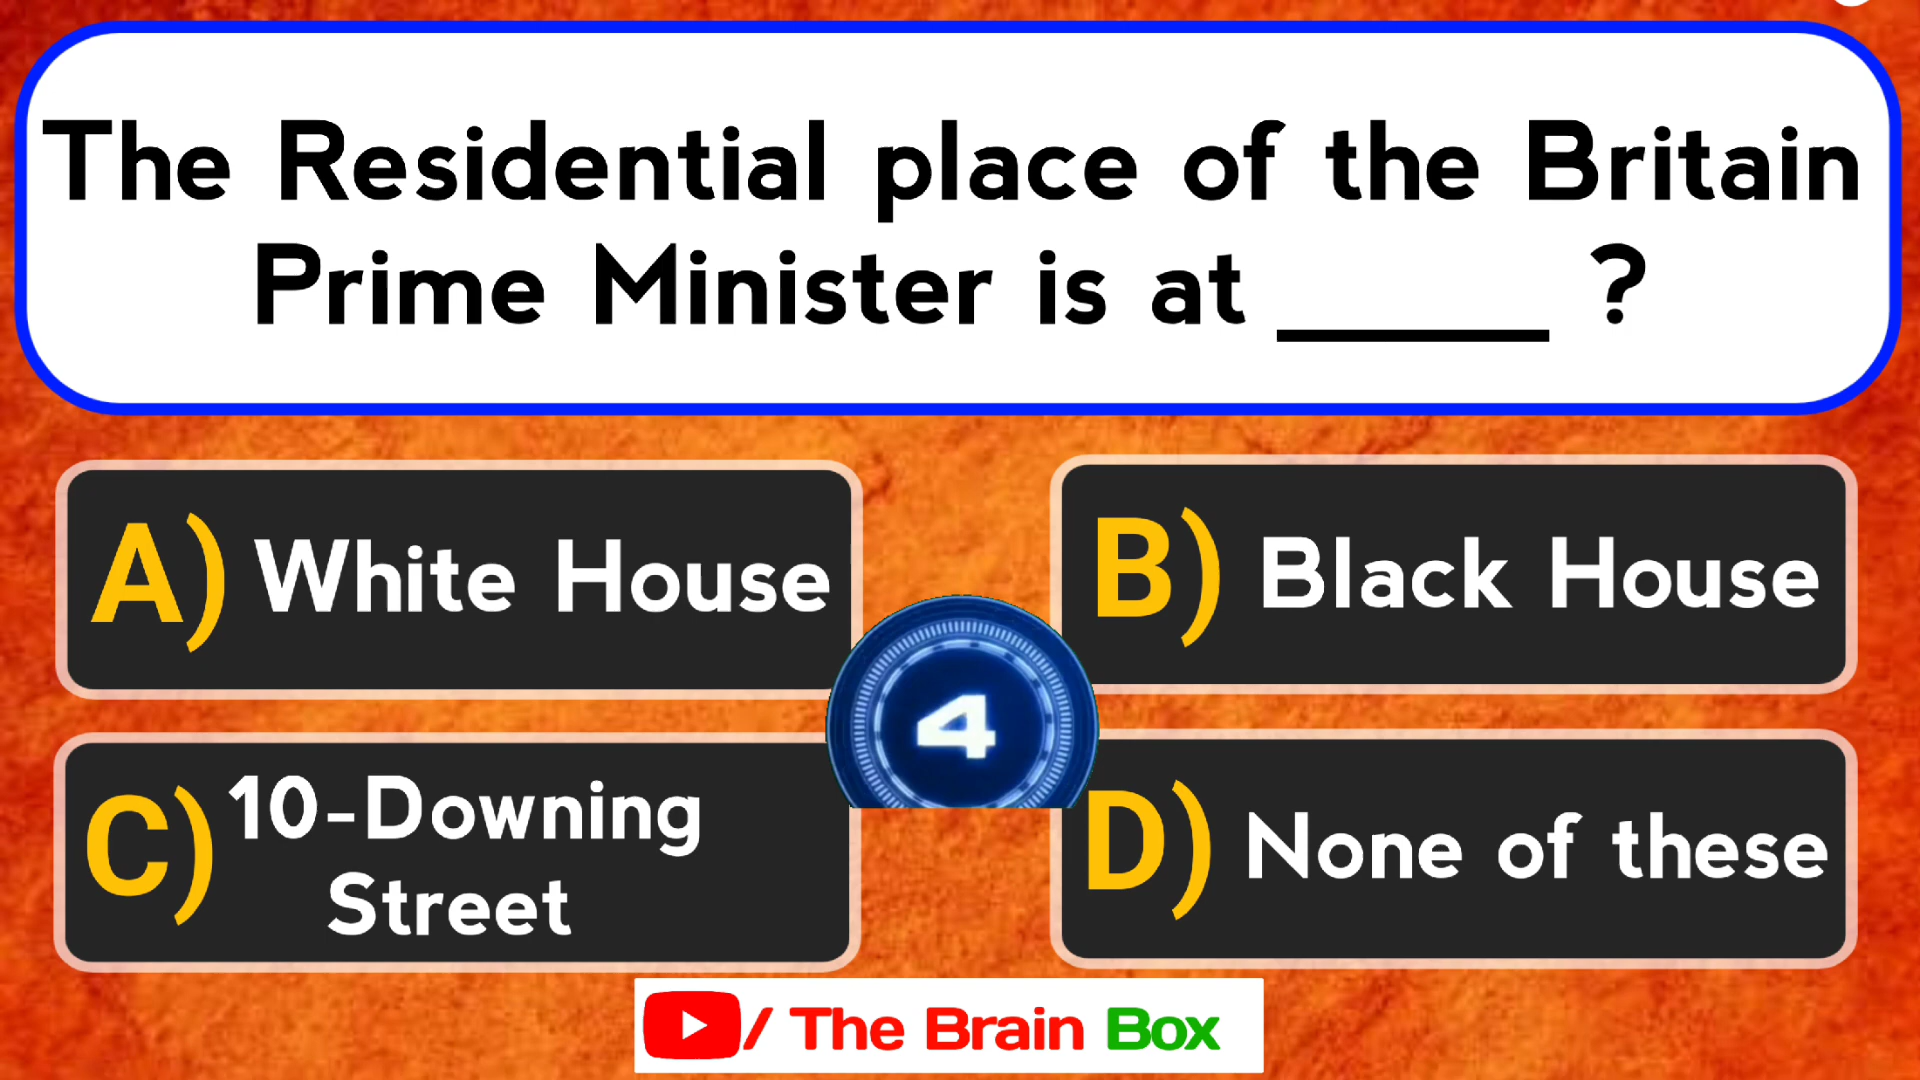 The Residential place of the Britain
Prime Minister is at _____ ?
A) White House
B) Black House
4
C) 10-Downing
Street
D) None of these
/ The Brain Box